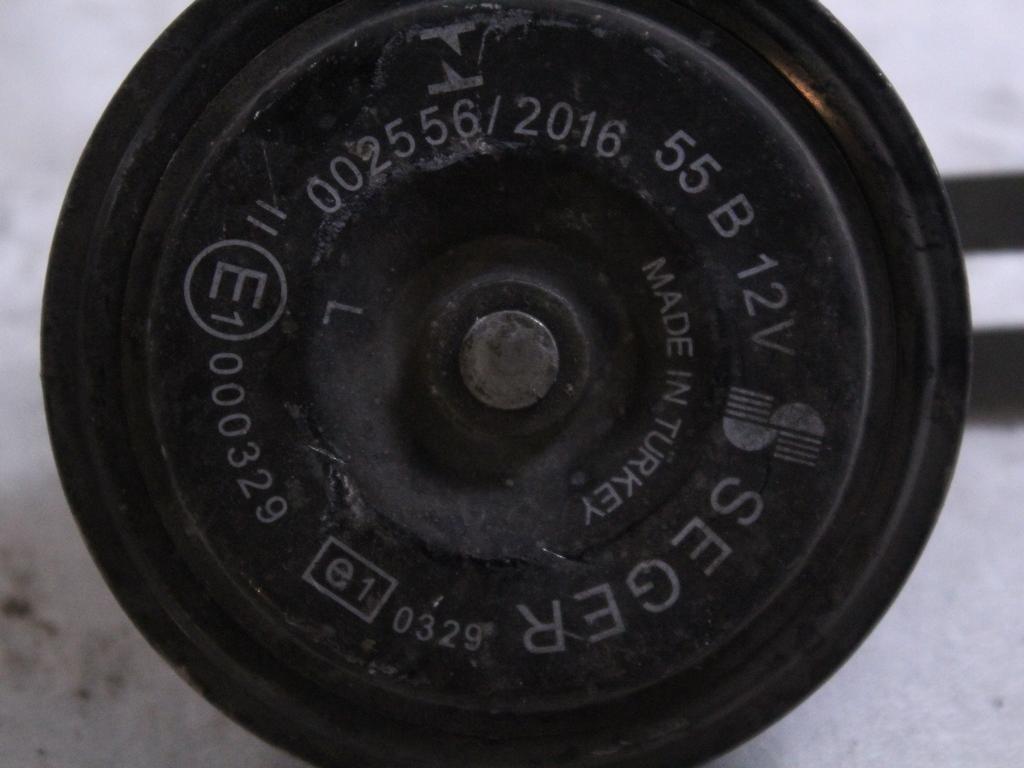 002556/2016
55 B 12V
SEGER
MADE IN TURKEY
II
E1
000329
e1
0329
L